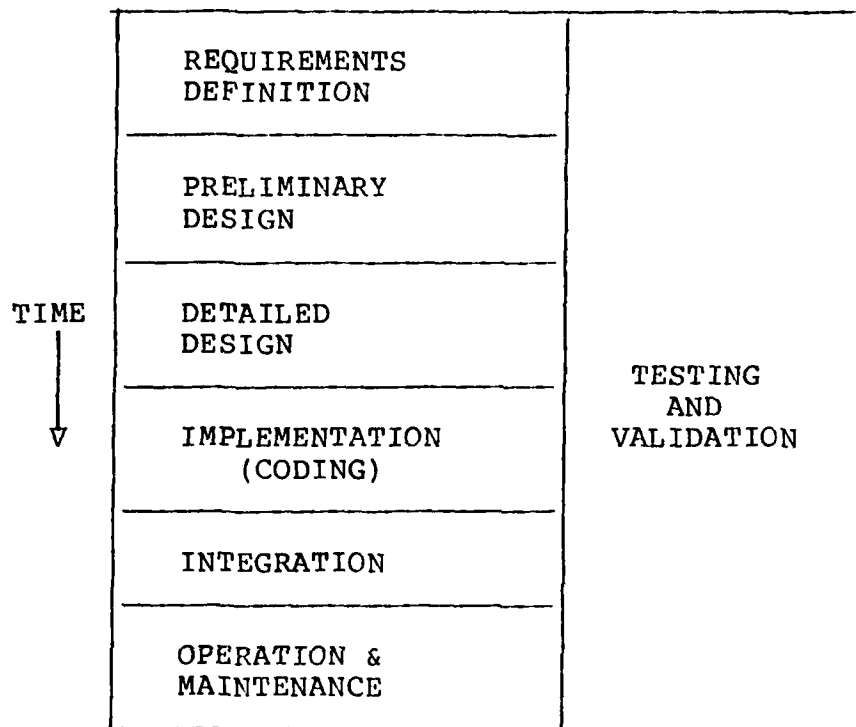 REQUIREMENTS
DEFINITION
PRELIMINARY
DESIGN
TIME
DETAILED
DESIGN
IMPLEMENTATION
(CODING)
INTEGRATION
OPERATION &
MAINTENANCE
TESTING
AND
VALIDATION